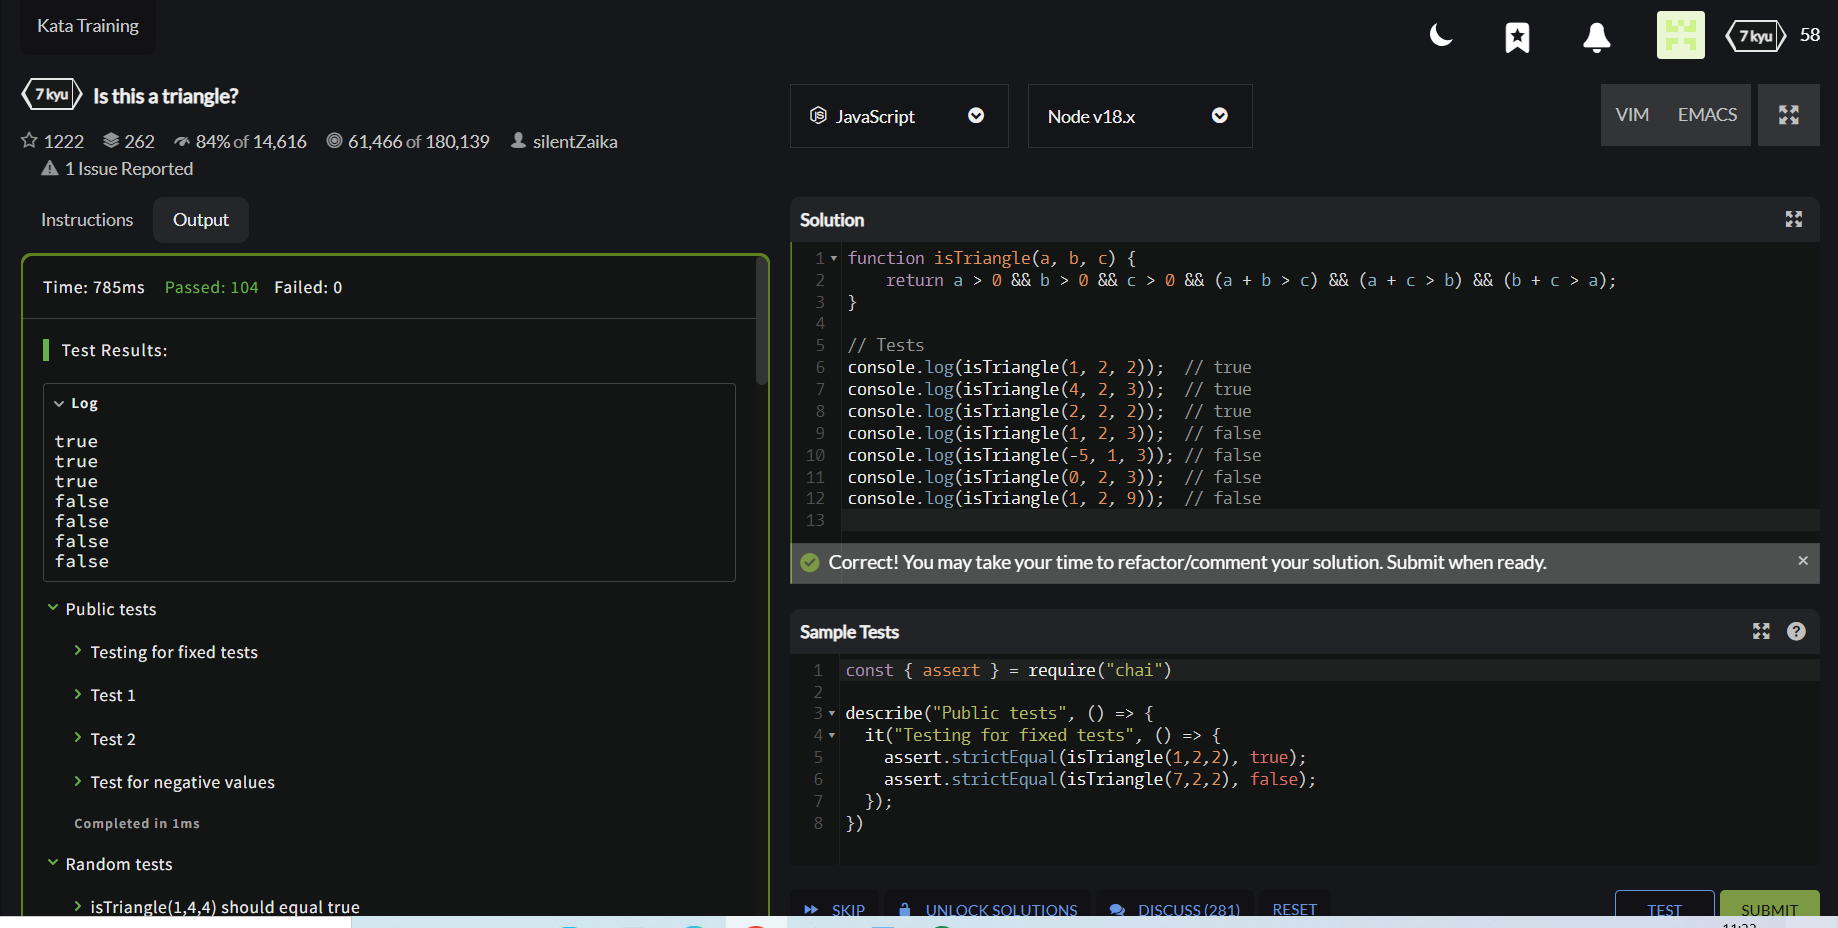 Kata Training
7 kyu 58
7 kyu Is this a triangle?
1222 262 84% of 14,616 61,466 of 180,139 silentZaika
1 Issue Reported
Instructions Output
Time: 785ms Passed: 104 Failed: 0
Test Results:
Log
true
true
true
false
false
false
false
Public tests
Testing for fixed tests
Test 1
Test 2
Test for negative values
Completed in 1ms
Random tests
isTriangle(1,4,4) should equal true
JavaScript Node v18.x VIM EMACS
Solution
1 function isTriangle(a, b, c) {
2 return a > 0 && b > 0 && c > 0 && (a + b > c) && (a + c > b) && (b + c > a);
3 }
4
5 // Tests
6 console.log(isTriangle(1, 2, 2)); // true
7 console.log(isTriangle(4, 2, 3)); // true
8 console.log(isTriangle(2, 2, 2)); // true
9 console.log(isTriangle(1, 2, 3)); // false
10 console.log(isTriangle(-5, 1, 3)); // false
11 console.log(isTriangle(0, 2, 3)); // false
12 console.log(isTriangle(1, 2, 9)); // false
13
Correct! You may take your time to refactor/comment your solution. Submit when ready. ×
Sample Tests ?
1 const { assert } = require("chai")
2
3 describe("Public tests", () => {
4 it("Testing for fixed tests", () => {
5 assert.strictEqual(isTriangle(1,2,2), true);
6 assert.strictEqual(isTriangle(7,2,2), false);
7 });
8 })
SKIP UNLOCK SOLUTIONS DISCUSS (281) RESET TEST SUBMIT